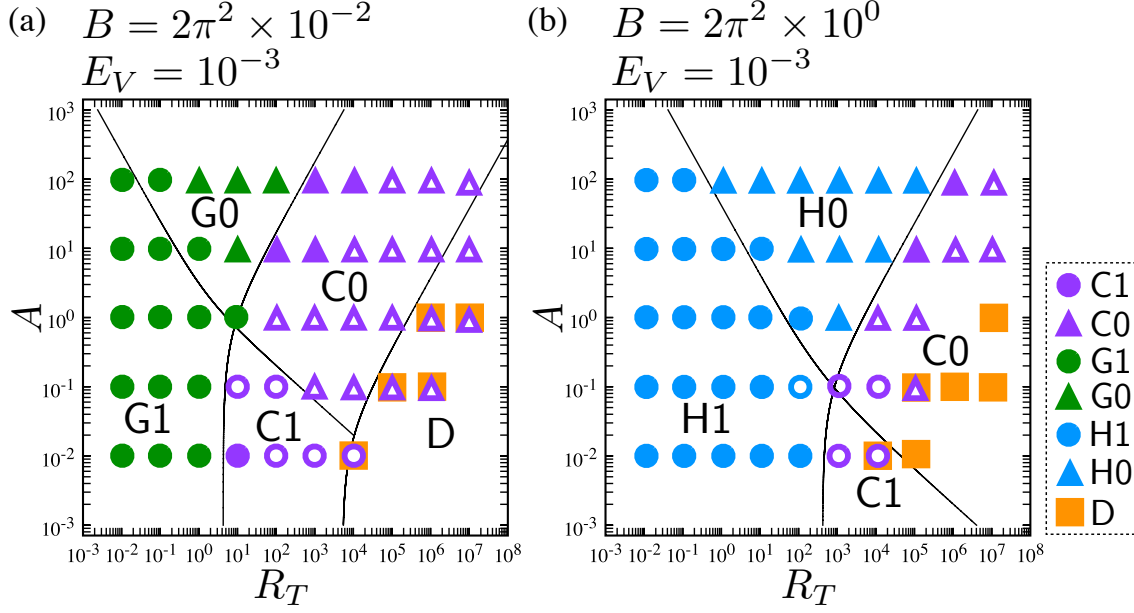 (a) B = 2π² × 10⁻²
E_V = 10⁻³
10³
10²
10¹
10⁰
10⁻¹
10⁻²
10⁻³
A
G0
C0
G1
C1
D
10⁻³ 10⁻² 10⁻¹ 10⁰ 10¹ 10² 10³ 10⁴ 10⁵ 10⁶ 10⁷ 10⁸
R_T
(b) B = 2π² × 10⁰
E_V = 10⁻³
10³
10²
10¹
10⁰
10⁻¹
10⁻²
10⁻³
A
H0
C0
H1
C1
10⁻³ 10⁻² 10⁻¹ 10⁰ 10¹ 10² 10³ 10⁴ 10⁵ 10⁶ 10⁷ 10⁸
R_T
C1
C0
G1
G0
H1
H0
D